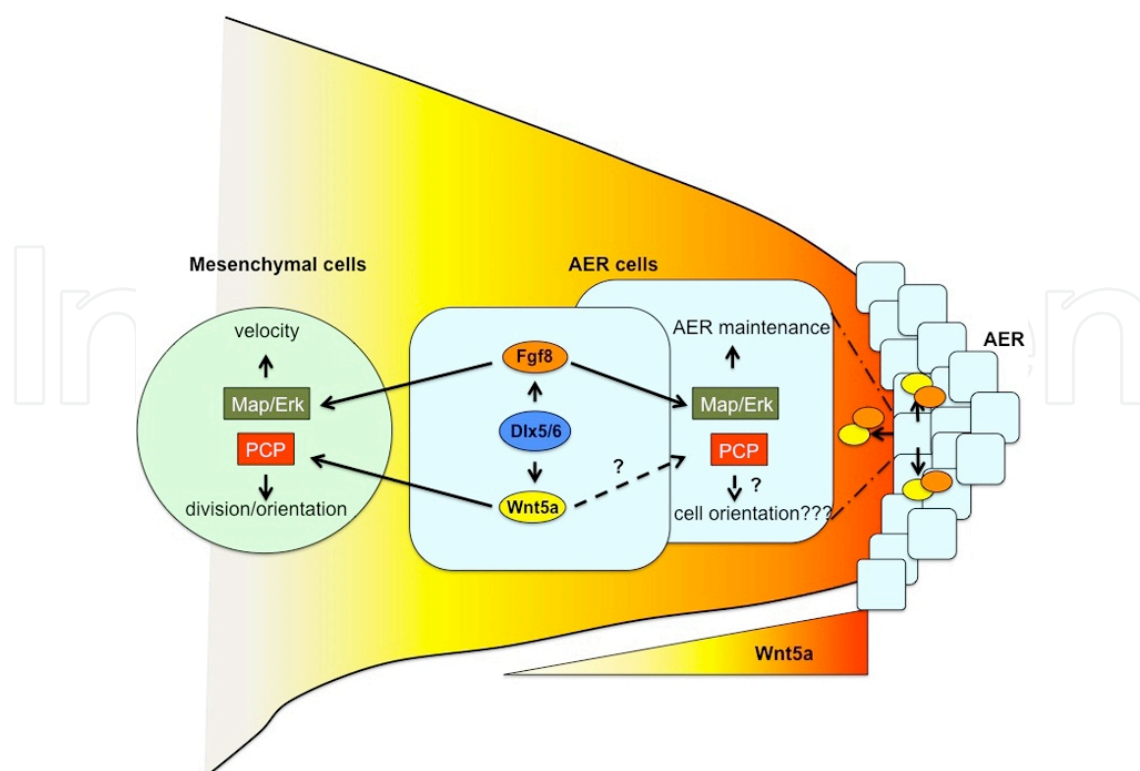 Mesenchymal cells
AER cells
velocity
Map/Erk
PCP
division/orientation
Fgf8
Dlx5/6
Wnt5a
?
AER maintenance
Map/Erk
PCP
?
cell orientation???
AER
Wnt5a